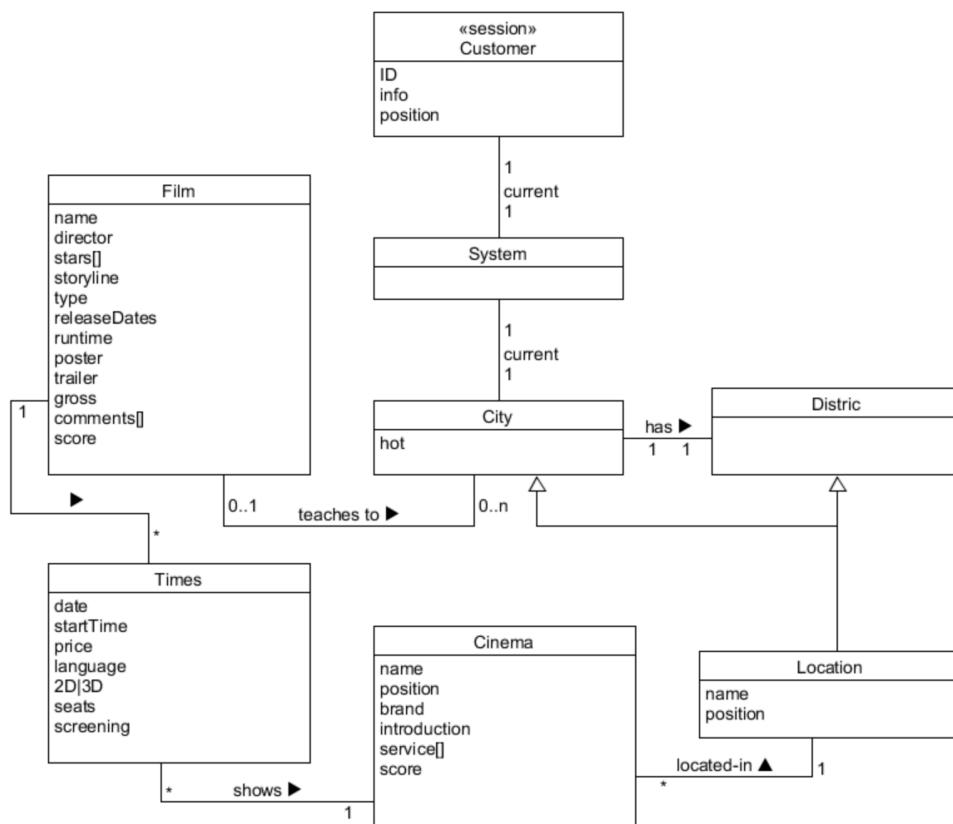 «session»
Customer
ID
info
position
1
current
1
System
1
current
1
Film
name
director
stars[]
storyline
type
releaseDates
runtime
poster
trailer
gross
comments[]
score
City
hot
has ▶
1 1
Distric
1
▶
*
0..1
teaches to ▶
0..n
Times
date
startTime
price
language
2D|3D
seats
screening
Cinema
name
position
brand
introduction
service[]
score
Location
name
position
located-in ▲
*
1
*
shows ▶
1